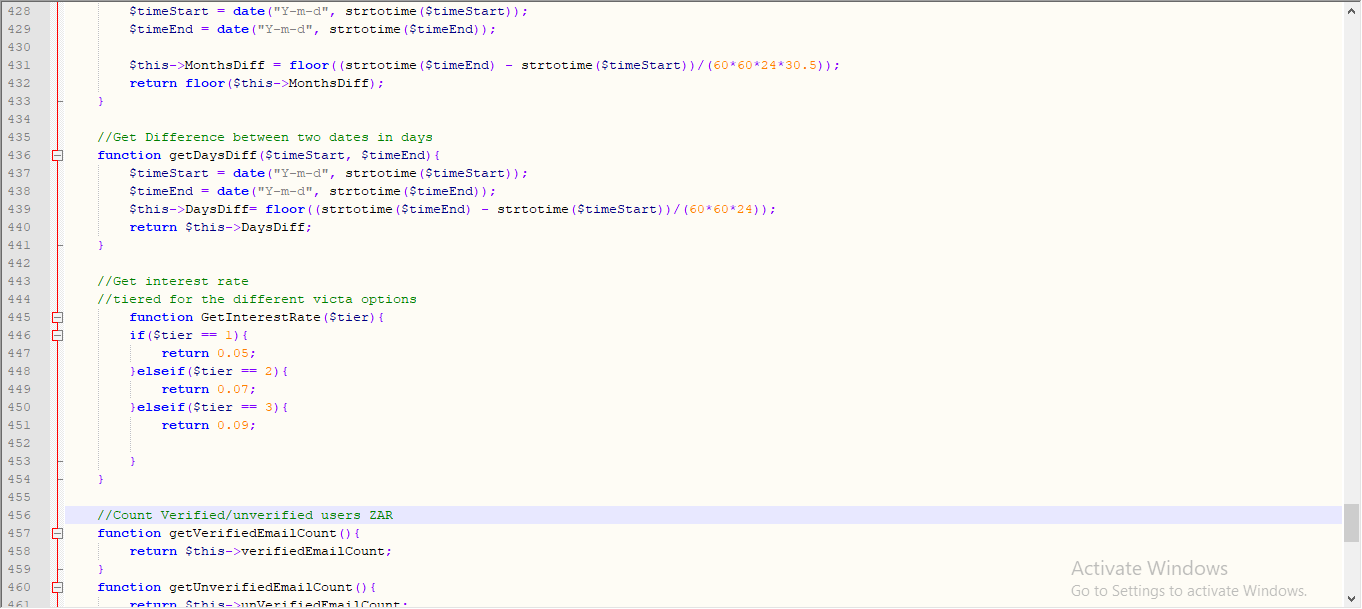 428 $timeStart = date("Y-m-d", strtotime($timeStart));
429 $timeEnd = date("Y-m-d", strtotime($timeEnd));
430
431 $this->MonthsDiff = floor((strtotime($timeEnd) - strtotime($timeStart))/(60*60*24*30.5));
432 return floor($this->MonthsDiff);
433 }
434
435 //Get Difference between two dates in days
436 function getDaysDiff($timeStart, $timeEnd){
437 $timeStart = date("Y-m-d", strtotime($timeStart));
438 $timeEnd = date("Y-m-d", strtotime($timeEnd));
439 $this->DaysDiff= floor((strtotime($timeEnd) - strtotime($timeStart))/(60*60*24));
440 return $this->DaysDiff;
441 }
442
443 //Get interest rate
444 //tiered for the different victa options
445 function GetInterestRate($tier){
446 if($tier == 1){
447 return 0.05;
448 }elseif($tier == 2){
449 return 0.07;
450 }elseif($tier == 3){
451 return 0.09;
452
453 }
454 }
455
456 //Count Verified/unverified users ZAR
457 function getVerifiedEmailCount(){
458 return $this->verifiedEmailCount;
459 }
460 function getUnverifiedEmailCount(){
461 return $this->unVerifiedEmailCount;
Activate Windows
Go to Settings to activate Windows.